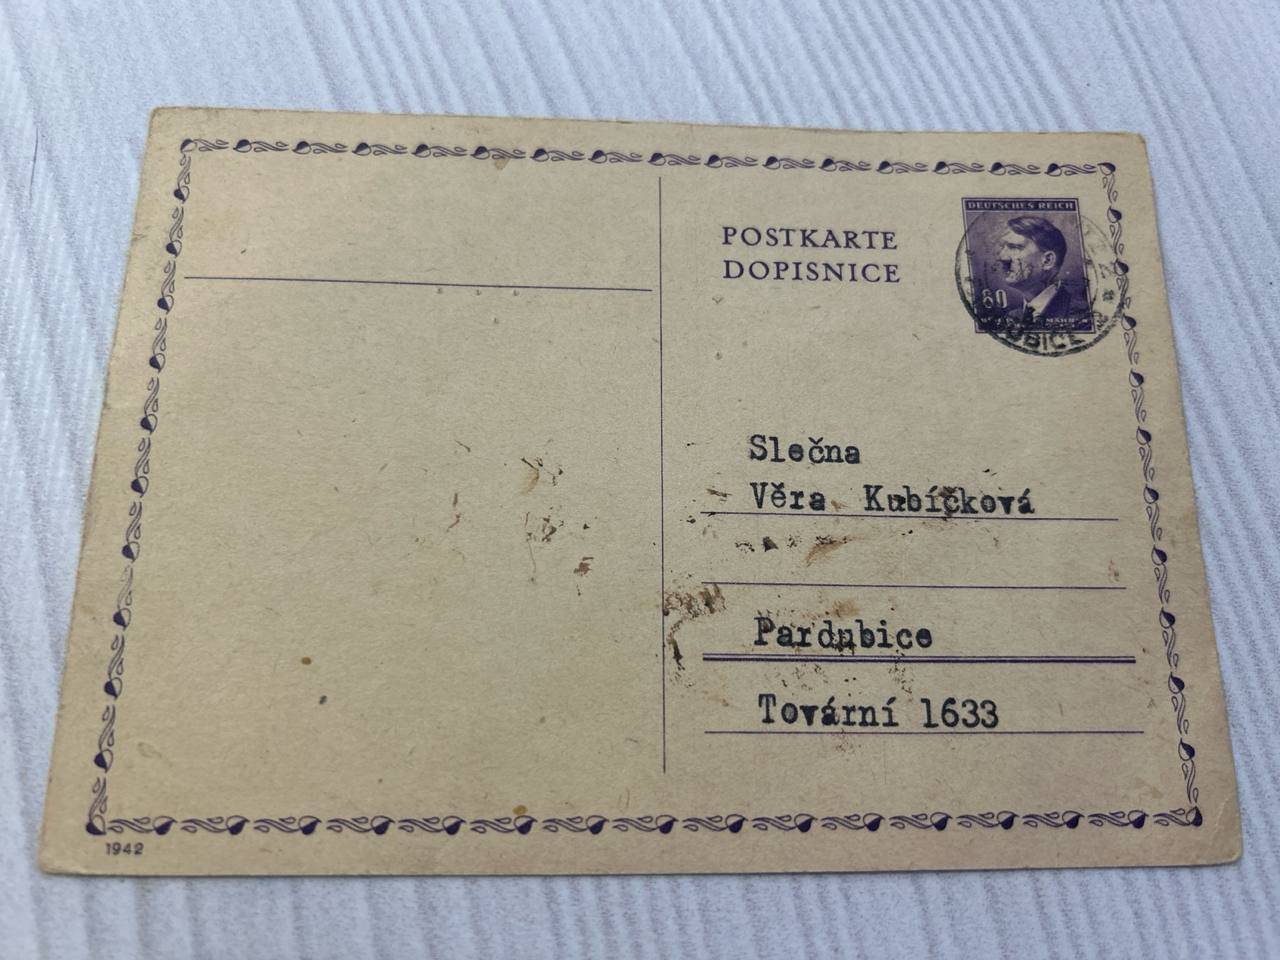 POSTKARTE
DOPISNICE
DEUTSCHES REICH
60
Slečna
Věra Kubíčková
Pardubice
Tovární 1633
1942